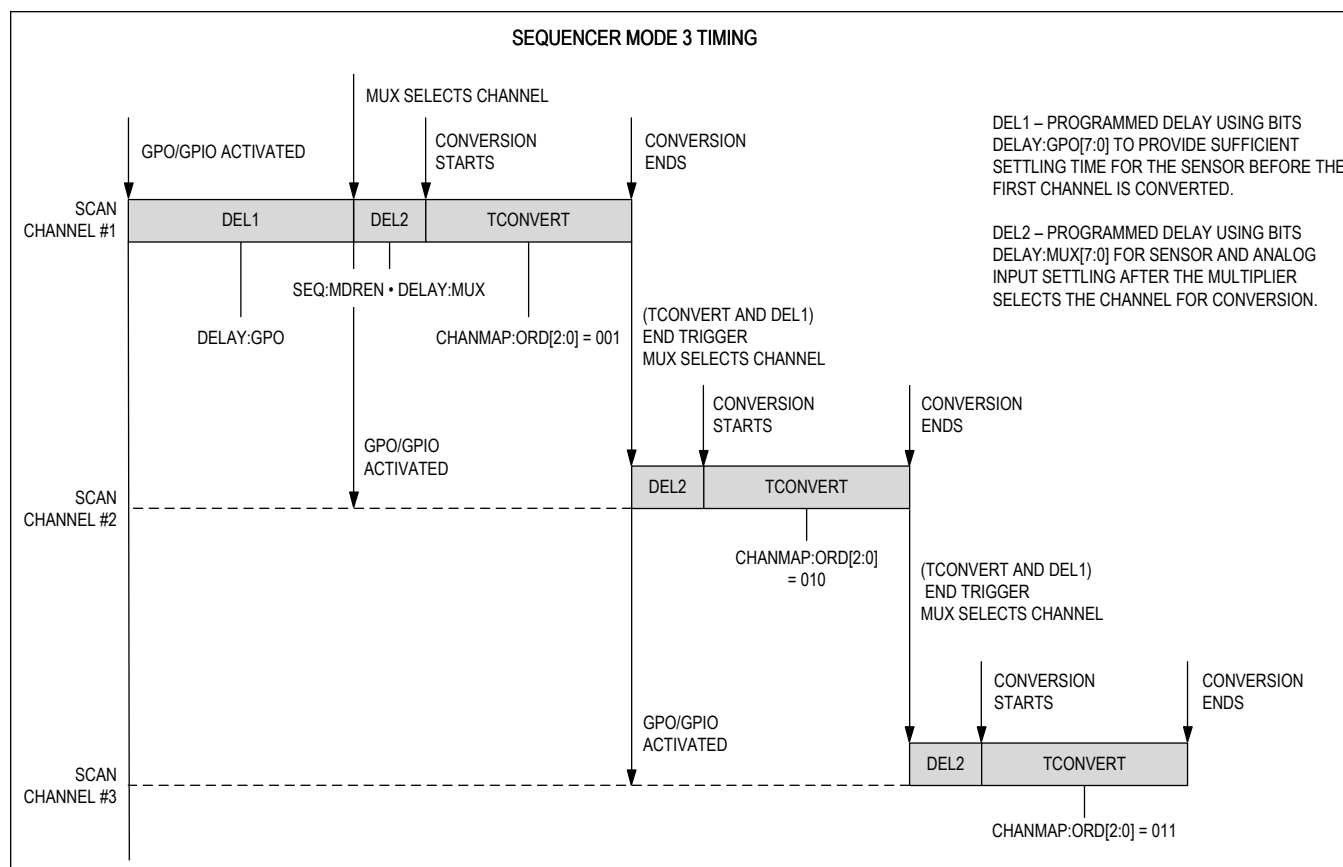 SEQUENCER MODE 3 TIMING
MUX SELECTS CHANNEL
GPO/GPIO ACTIVATED
CONVERSION
STARTS
CONVERSION
ENDS
DEL1 – PROGRAMMED DELAY USING BITS
DELAY:GPO[7:0] TO PROVIDE SUFFICIENT
SETTLING TIME FOR THE SENSOR BEFORE THE
FIRST CHANNEL IS CONVERTED.
DEL2 – PROGRAMMED DELAY USING BITS
DELAY:MUX[7:0] FOR SENSOR AND ANALOG
INPUT SETTLING AFTER THE MULTIPLIER
SELECTS THE CHANNEL FOR CONVERSION.
SCAN
CHANNEL #1
DEL1
DEL2
TCONVERT
SEQ:MDREN • DELAY:MUX
DELAY:GPO
CHANMAP:ORD[2:0] = 001
(TCONVERT AND DEL1)
END TRIGGER
MUX SELECTS CHANNEL
CONVERSION
STARTS
CONVERSION
ENDS
GPO/GPIO
ACTIVATED
SCAN
CHANNEL #2
DEL2
TCONVERT
CHANMAP:ORD[2:0]
= 010
(TCONVERT AND DEL1)
END TRIGGER
MUX SELECTS CHANNEL
CONVERSION
STARTS
CONVERSION
ENDS
GPO/GPIO
ACTIVATED
SCAN
CHANNEL #3
DEL2
TCONVERT
CHANMAP:ORD[2:0] = 011